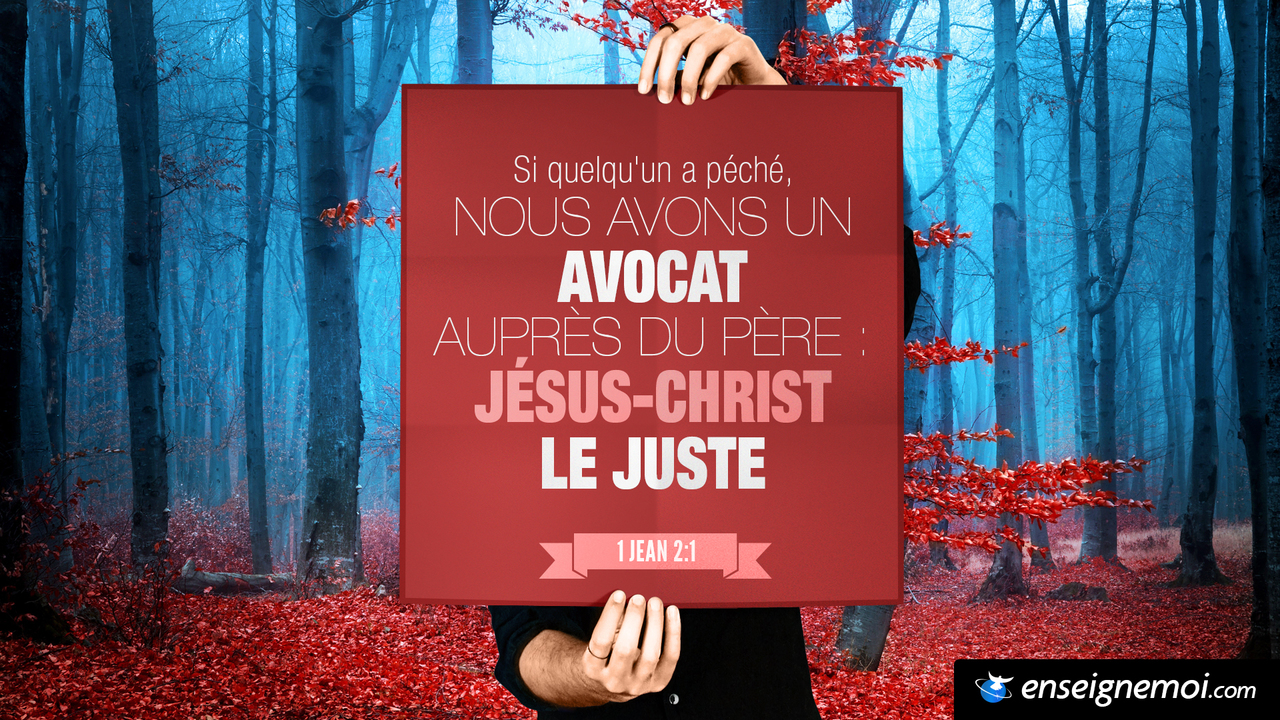 Si quelqu'un a péché,
NOUS AVONS UN
AVOCAT
AUPRÈS DU PÈRE :
JÉSUS-CHRIST
LE JUSTE
1 JEAN 2:1
enseignemoi.com